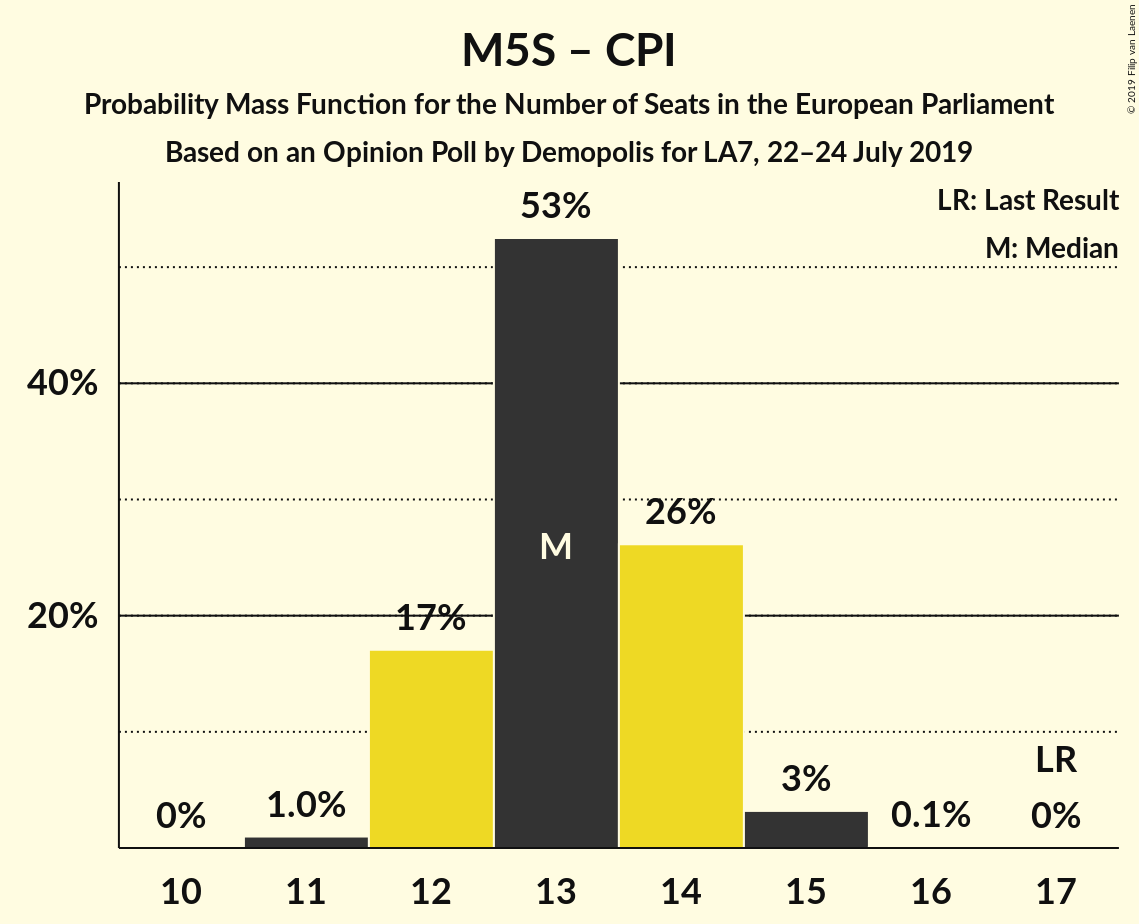 M5S – CPI
Probability Mass Function for the Number of Seats in the European Parliament
Based on an Opinion Poll by Demopolis for LA7, 22–24 July 2019
© 2019 Filip van Laenen
LR: Last Result
M: Median
53%
40%
26%
M
20%
17%
LR
3%
1.0%
0%
0.1%
0%
10 11 12 13 14 15 16 17